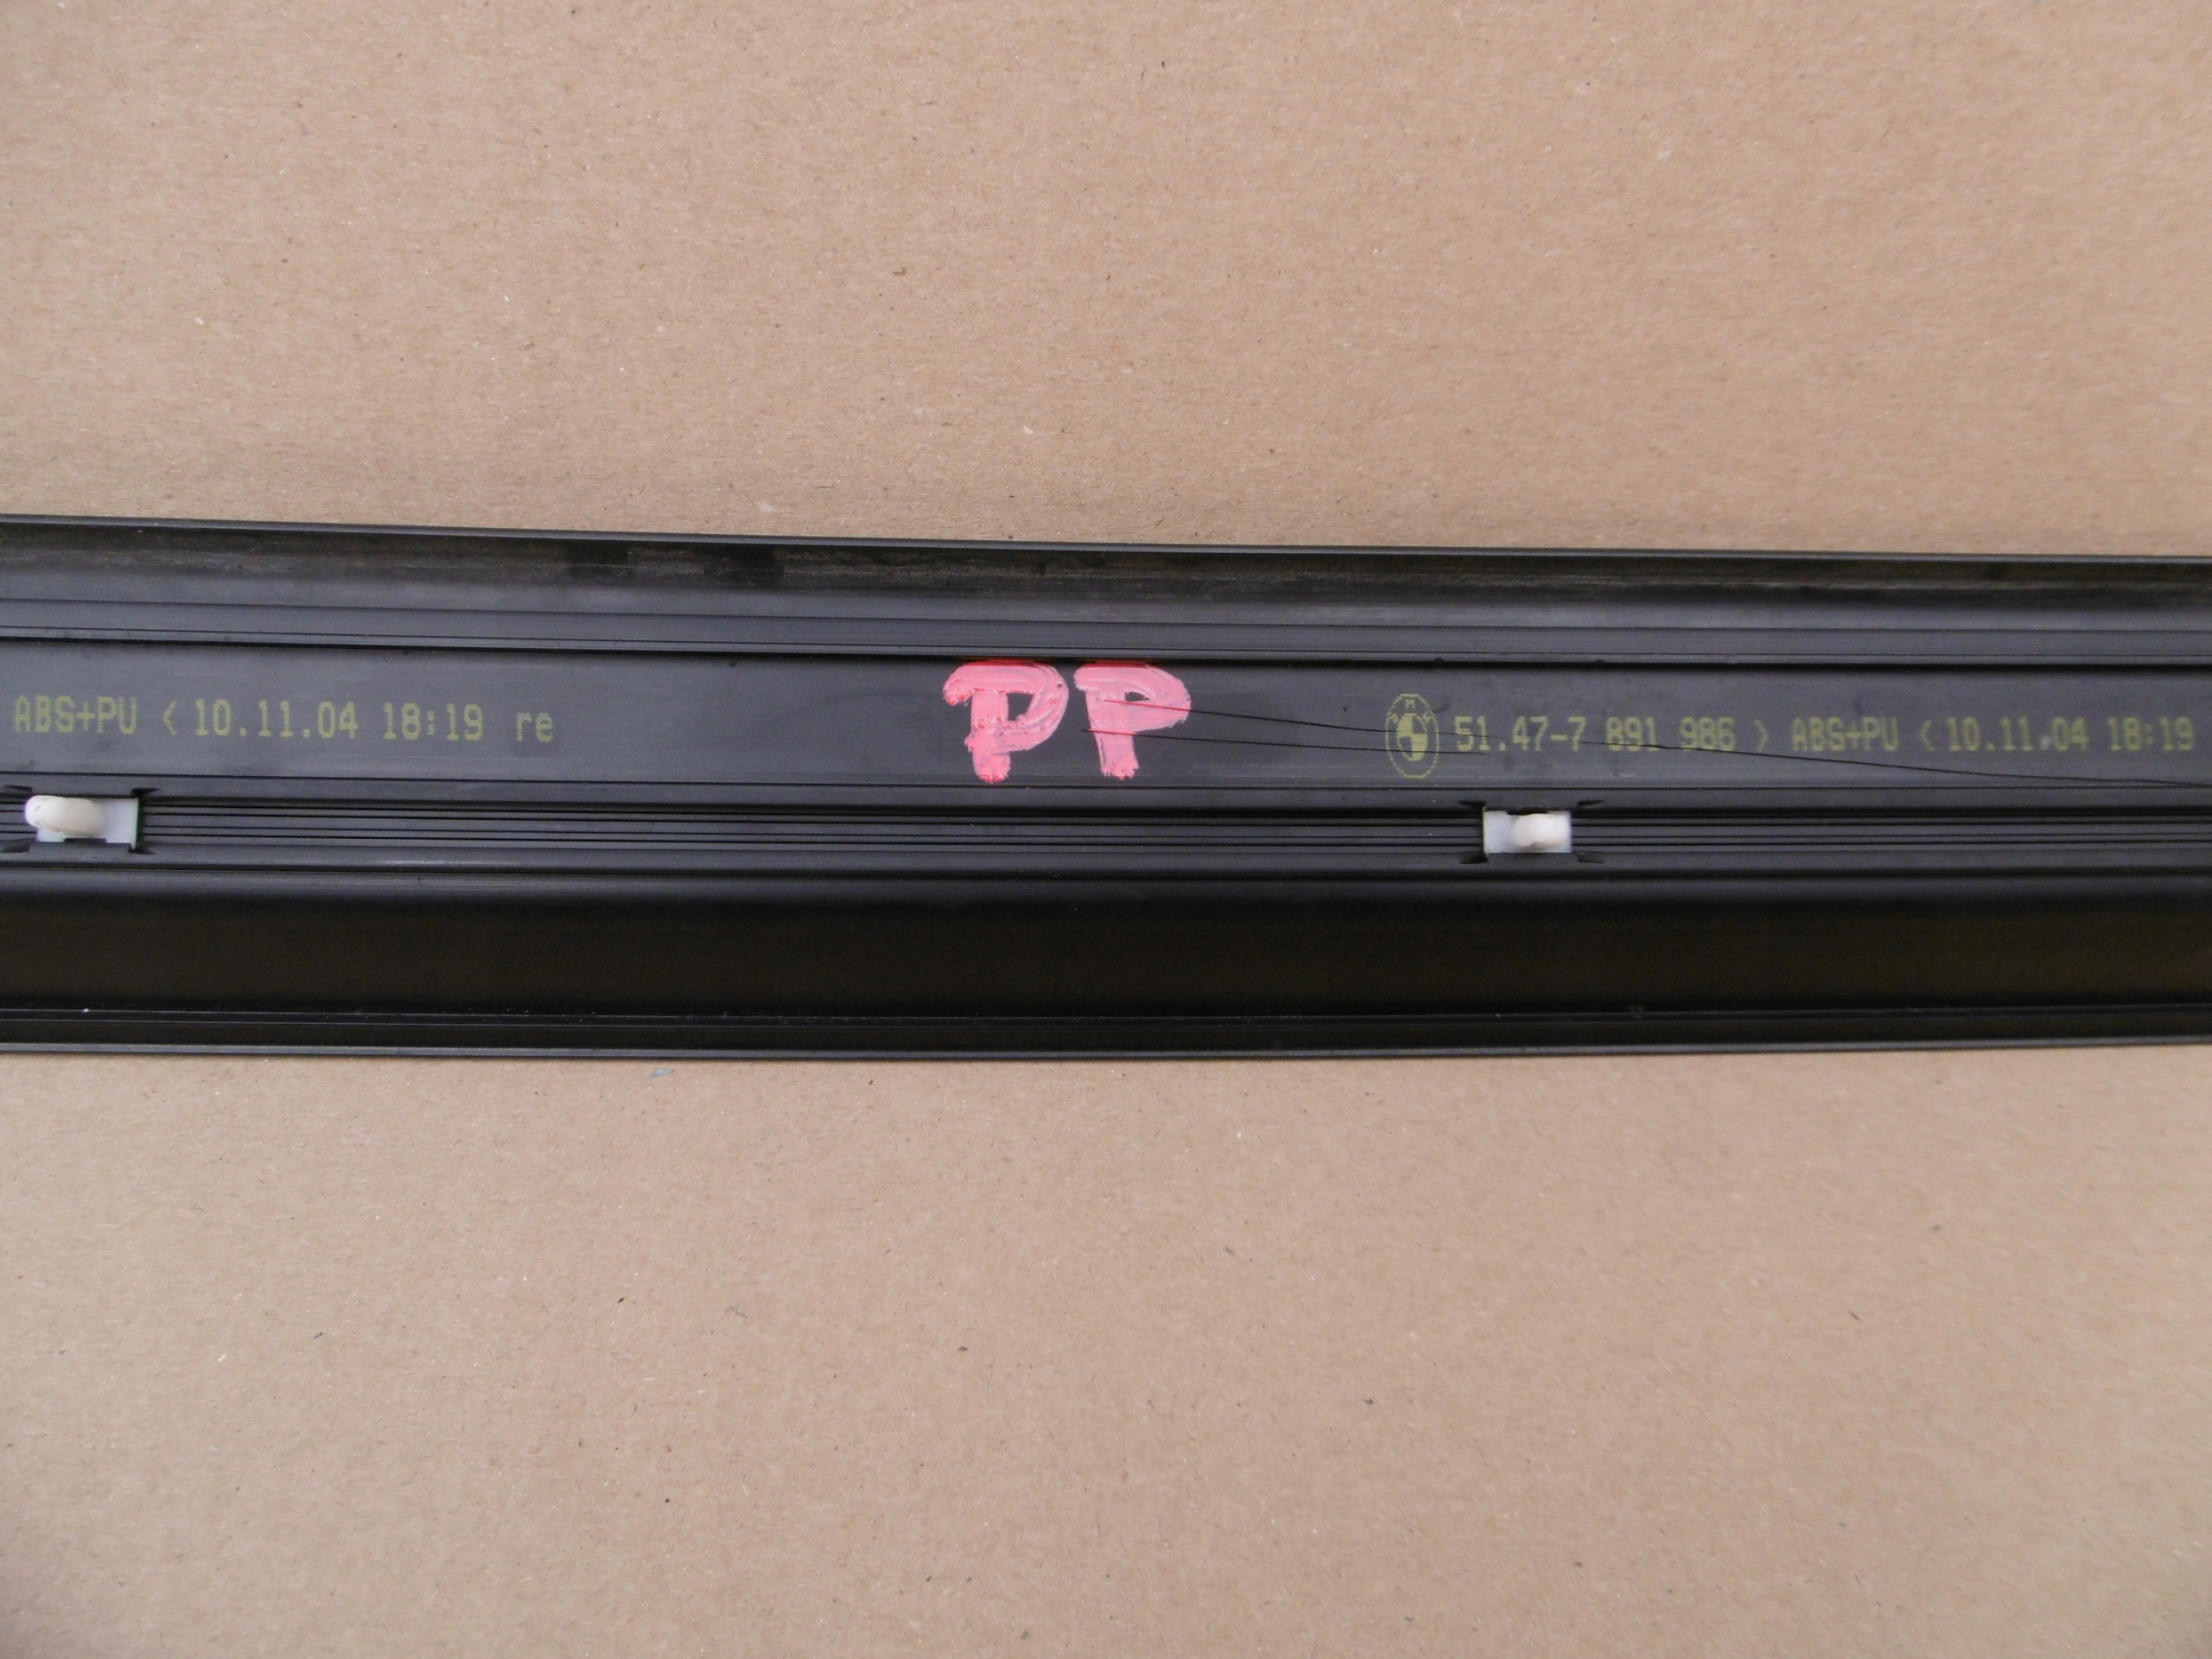 ABS+PU < 10.11.04 18:19 re
PP
BMW 51.47-7 891 986 > ABS+PU < 10.11.04 18:19